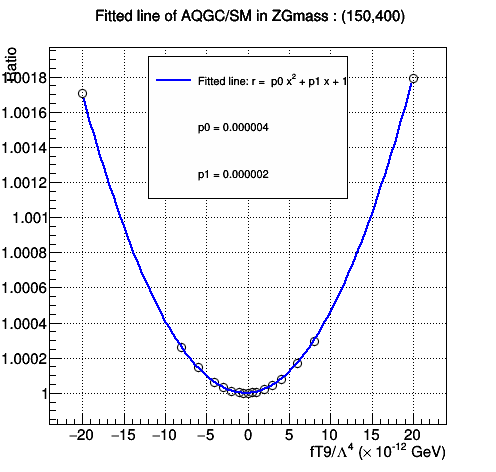 Fitted line of AQGC/SM in ZGmass : (150,400)
Ratio
Fitted line: r = p0 x² + p1 x + 1
p0 = 0.000004
p1 = 0.000002
1.0018
1.0016
1.0014
1.0012
1.001
1.0008
1.0006
1.0004
1.0002
1
−20 −15 −10 −5 0 5 10 15 20
fT9/Λ⁴ (× 10⁻¹² GeV)